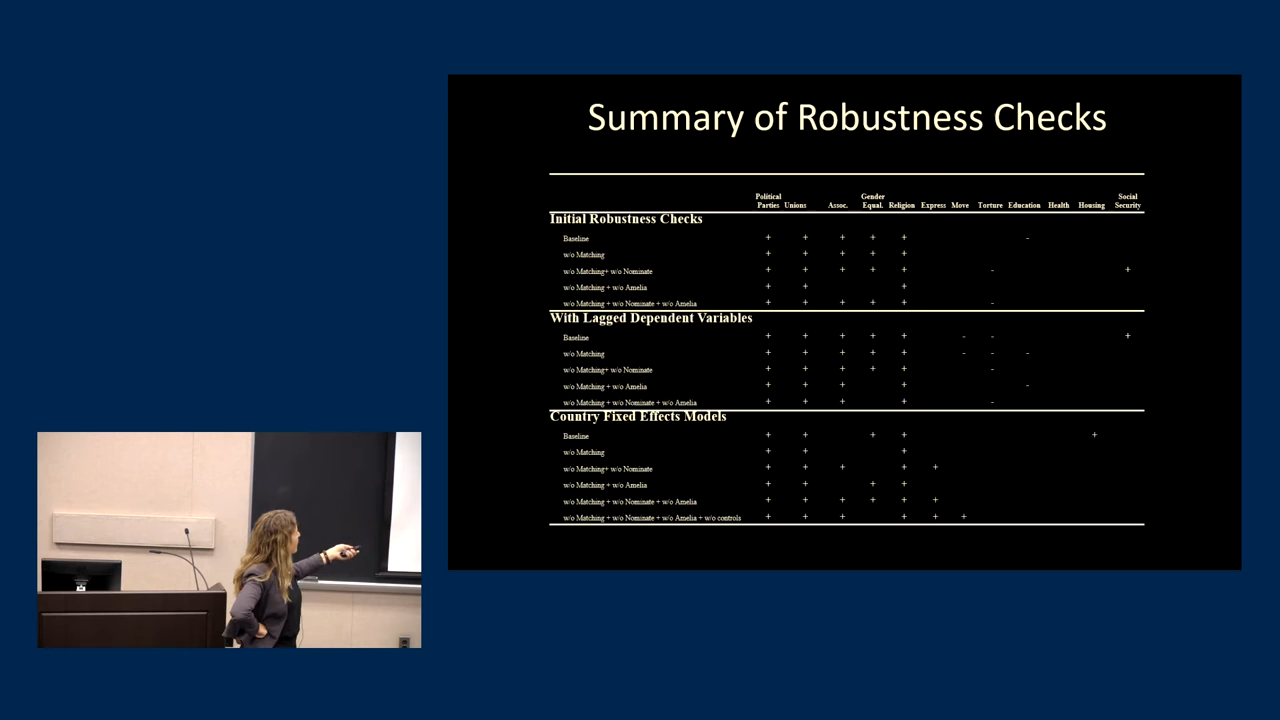 Summary of Robustness Checks
Political Gender Social
Parties Unions Assoc. Equal. Religion Express Move Torture Education Health Housing Security
Initial Robustness Checks
Baseline + + + + + -
w/o Matching + + + + +
w/o Matching+ w/o Nominate + + + + + - +
w/o Matching + w/o Amelia + + +
w/o Matching + w/o Nominate + w/o Amelia + + + + + -
With Lagged Dependent Variables
Baseline + + + + + - - +
w/o Matching + + + + + - - -
w/o Matching+ w/o Nominate + + + + + -
w/o Matching + w/o Amelia + + + + -
w/o Matching + w/o Nominate + w/o Amelia + + + + -
Country Fixed Effects Models
Baseline + + + + +
w/o Matching + + +
w/o Matching+ w/o Nominate + + + + +
w/o Matching + w/o Amelia + + + +
w/o Matching + w/o Nominate + w/o Amelia + + + + + +
w/o Matching + w/o Nominate + w/o Amelia + w/o controls + + + + + +